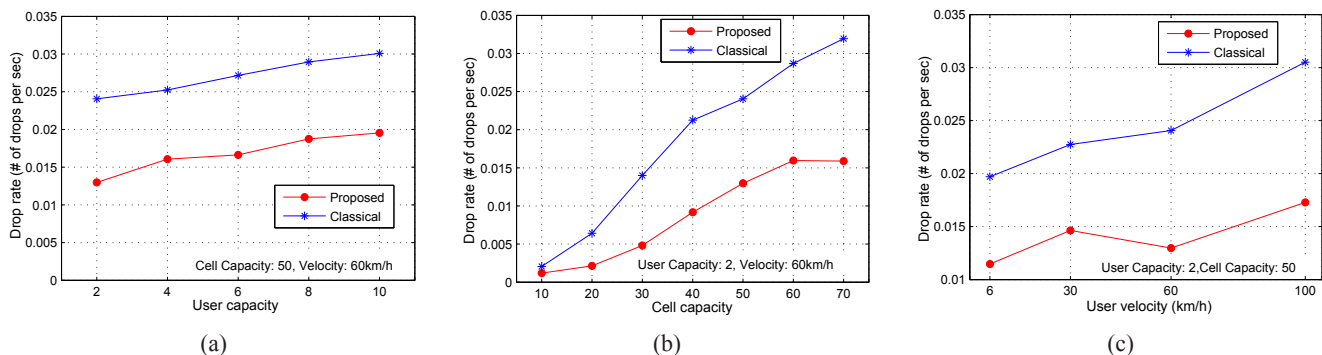 Drop rate (# of drops per sec)
0.035
0.03
0.025
0.02
0.015
0.01
0.005
0
2 4 6 8 10
User capacity
Proposed
Classical
Cell Capacity: 50, Velocity: 60km/h
(a)
Drop rate (# of drops per sec)
0.035
0.03
0.025
0.02
0.015
0.01
0.005
0
10 20 30 40 50 60 70
Cell capacity
Proposed
Classical
User Capacity: 2, Velocity: 60km/h
(b)
Drop rate (# of drops per sec)
0.035
0.03
0.025
0.02
0.015
0.01
6 30 60 100
User velocity (km/h)
Proposed
Classical
User Capacity: 2,Cell Capacity: 50
(c)